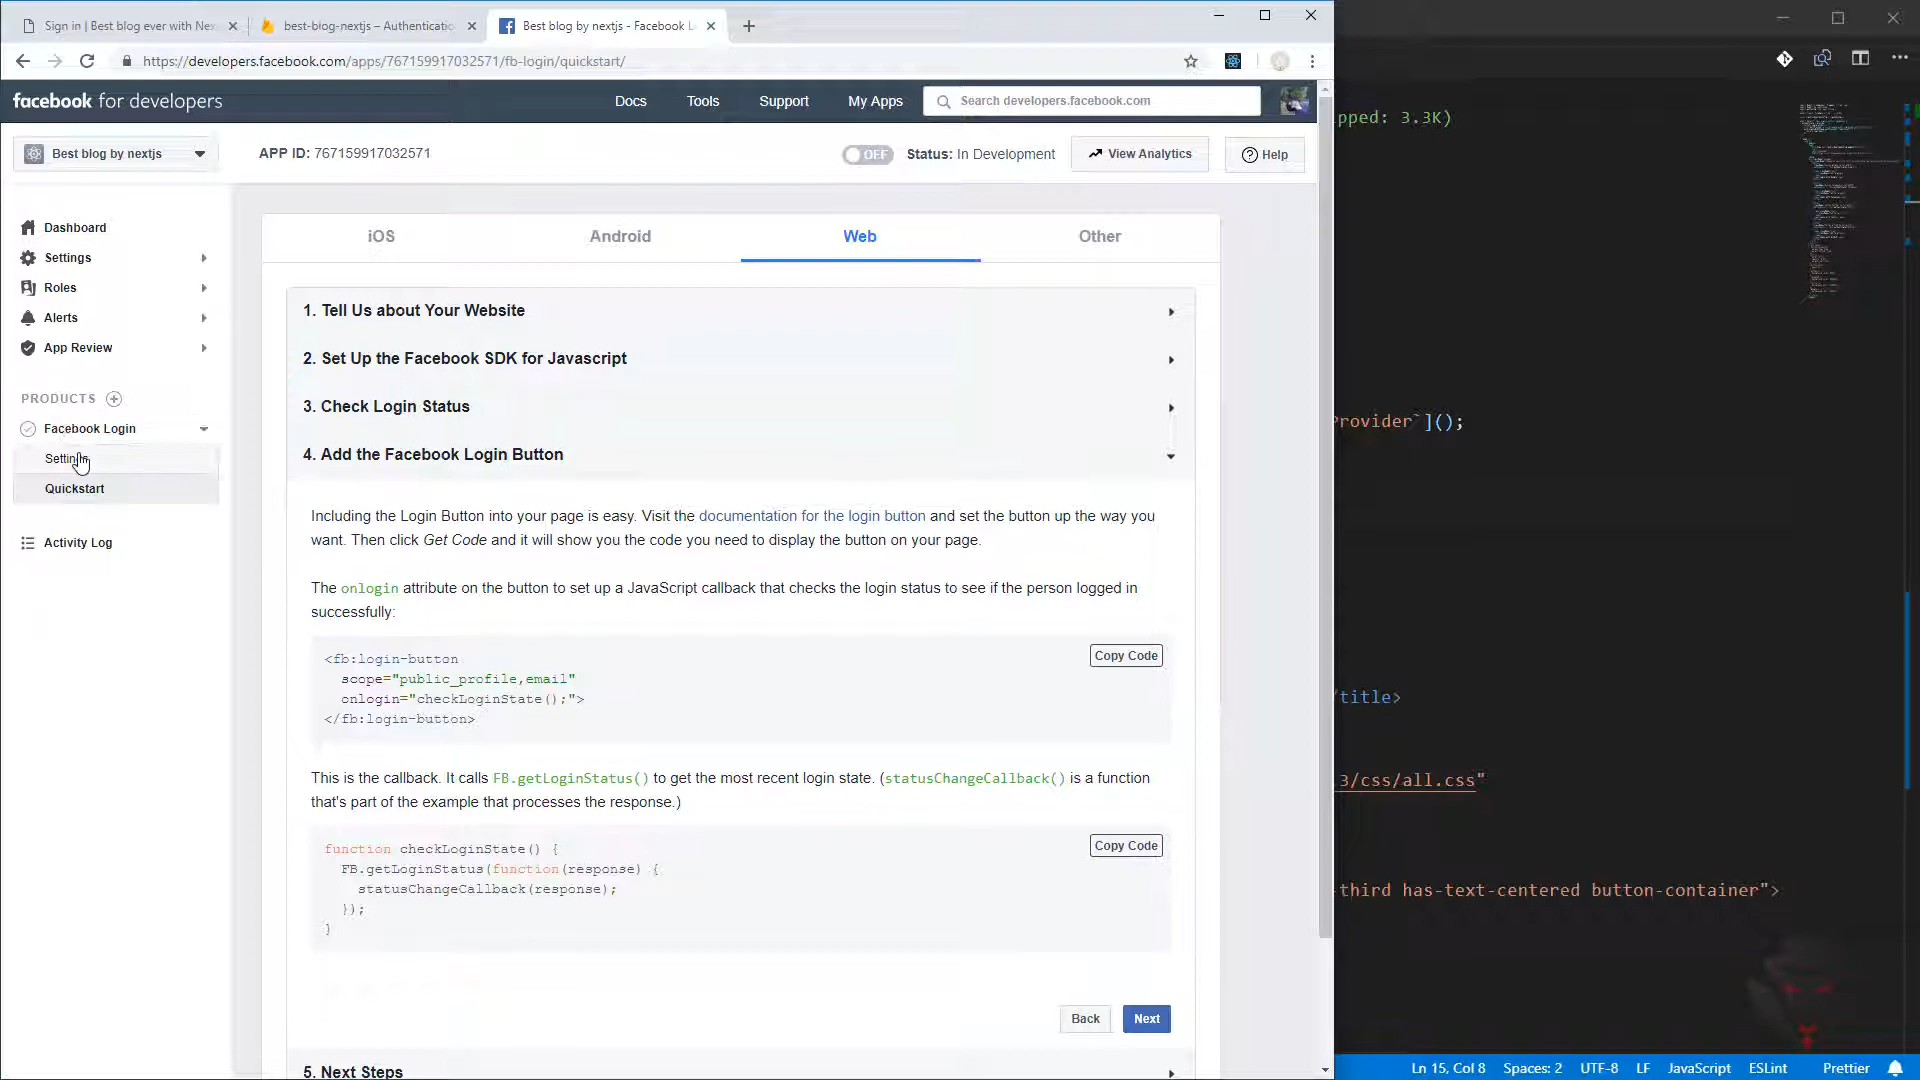 Sign in | Best blog ever with Nex
best-blog-nextjs – Authenticatio
Best blog by nextjs - Facebook L
https://developers.facebook.com/apps/767159917032571/fb-login/quickstart/
facebook for developers
Docs
Tools
Support
My Apps
Search developers.facebook.com
Best blog by nextjs
APP ID: 767159917032571
OFF
Status: In Development
View Analytics
Help
Dashboard
Settings
Roles
Alerts
App Review
PRODUCTS
Facebook Login
Settings
Quickstart
Activity Log
iOS
Android
Web
Other
1. Tell Us about Your Website
2. Set Up the Facebook SDK for Javascript
3. Check Login Status
4. Add the Facebook Login Button
Including the Login Button into your page is easy. Visit the documentation for the login button and set the button up the way you
want. Then click Get Code and it will show you the code you need to display the button on your page.
The onlogin attribute on the button to set up a JavaScript callback that checks the login status to see if the person logged in
successfully:
Copy Code
<fb:login-button
scope="public_profile,email"
onlogin="checkLoginState();">
</fb:login-button>
This is the callback. It calls FB.getLoginStatus() to get the most recent login state. (statusChangeCallback() is a function
that's part of the example that processes the response.)
Copy Code
function checkLoginState() {
FB.getLoginStatus(function(response) {
statusChangeCallback(response);
});
}
Back
Next
5. Next Steps
pped: 3.3K)
Provider`]();
/title>
3/css/all.css"
-third has-text-centered button-container">
Ln 15, Col 8
Spaces: 2
UTF-8
LF
JavaScript
ESLint
Prettier